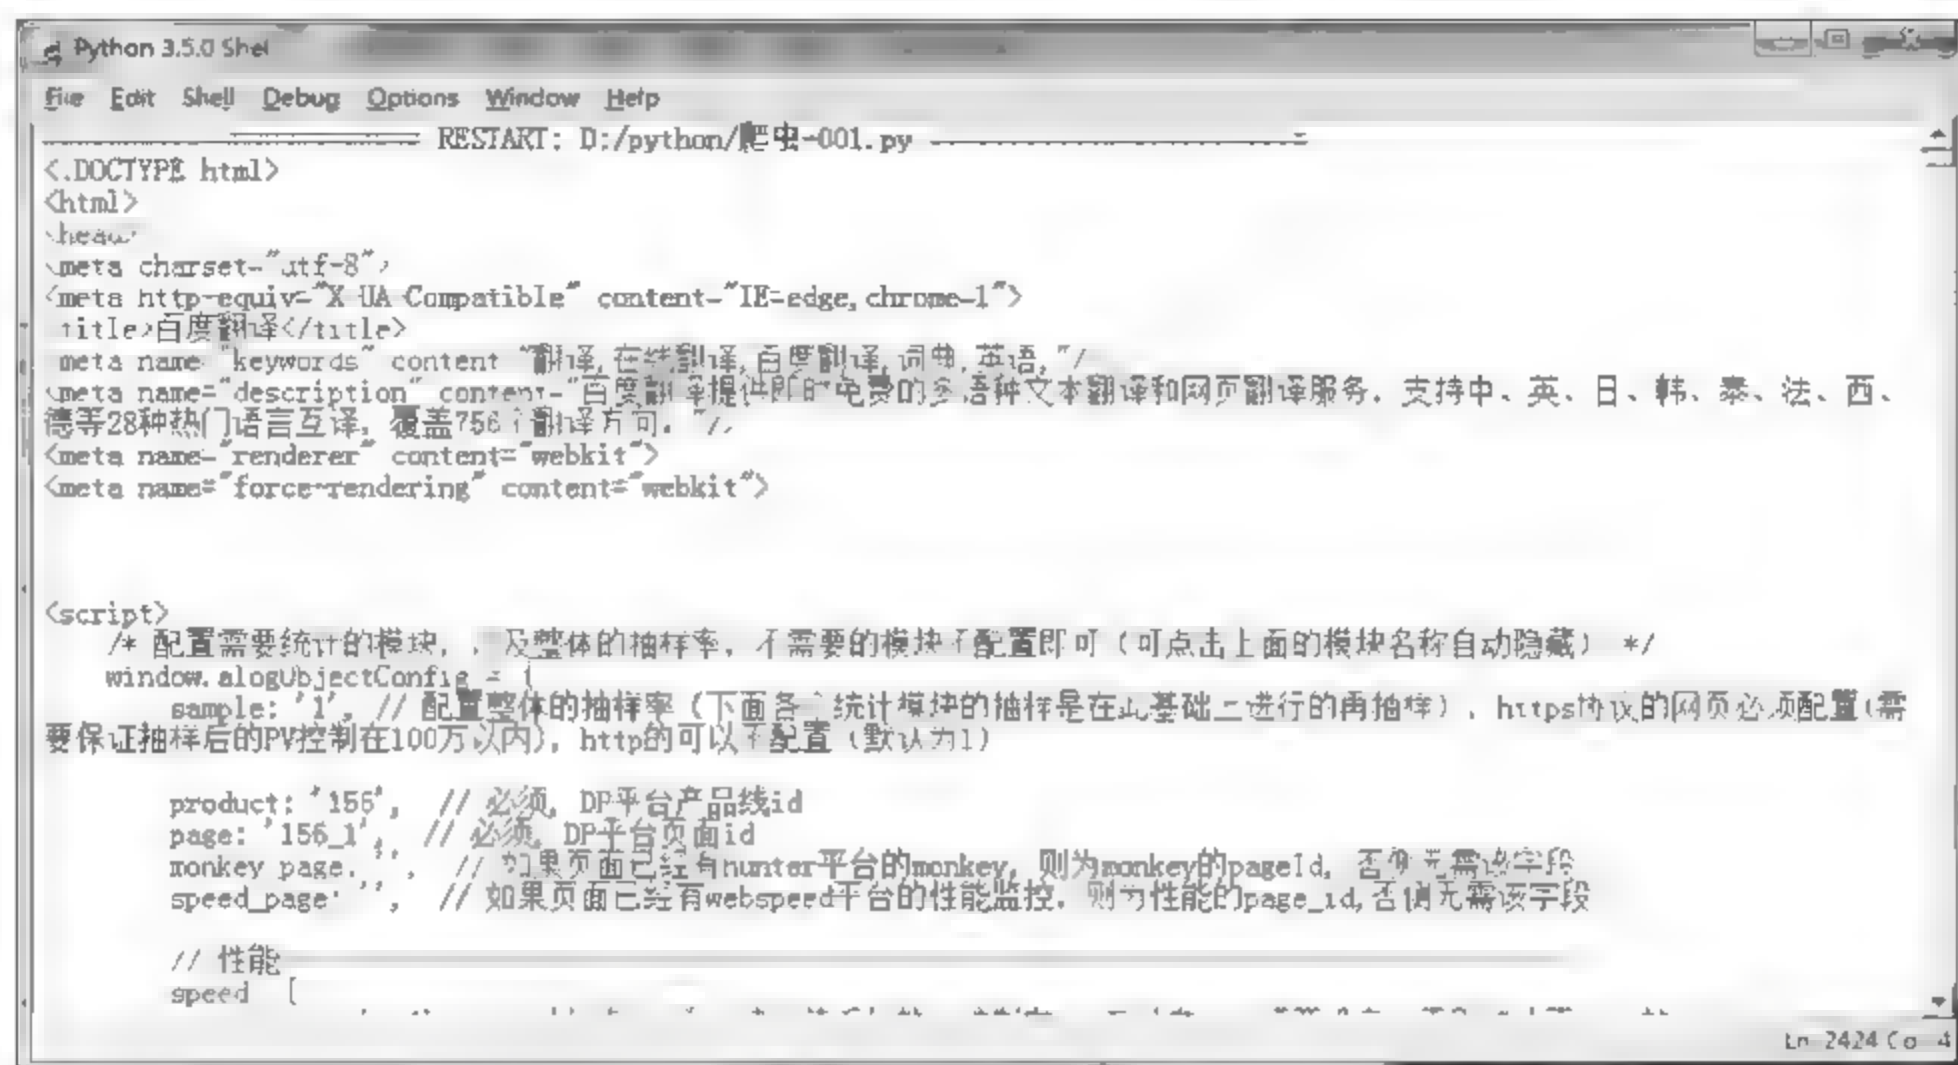 Python 3.5.0 Shel
File Edit Shell Debug Options Window Help
RESTART: D:/python/爬虫-001.py
<.DOCTYPE html>
<html>
<head>
<meta charset="utf-8">
<meta http-equiv="X-UA-Compatible" content="IE=edge,chrome=1">
title>百度翻译</title>
meta name="keywords" content="翻译,在线翻译,百度翻译,词典,英语,"/
<meta name="description" content="百度翻译提供即时免费的多语种文本翻译和网页翻译服务。支持中、英、日、韩、泰、法、西、
德等28种热门语言互译,覆盖756个翻译方向。"/>
<meta name="renderer" content="webkit">
<meta name="force-rendering" content="webkit">
<script>
/* 配置需要统计的模块,及整体的抽样率,不需要的模块不配置即可(可点击上面的模块名称自动隐藏) */
window.alogObjectConfig = {
sample: '1', // 配置整体的抽样率(下面各个统计模块的抽样是在此基础上进行的再抽样),https协议的网页必须配置(需
要保证抽样后的PV控制在100万以内),http的可以不配置(默认为1)
product: '156', // 必须,DP平台产品线id
page: '156_1', // 必须,DP平台页面id
monkey page: '', // 如果页面已经有hunter平台的monkey,则为monkey的pageId,否则无需该字段
speed_page: '', // 如果页面已经有webspeed平台的性能监控,则为性能的page_id,否则无需该字段
// 性能
speed {
Ln 2424 Co 4